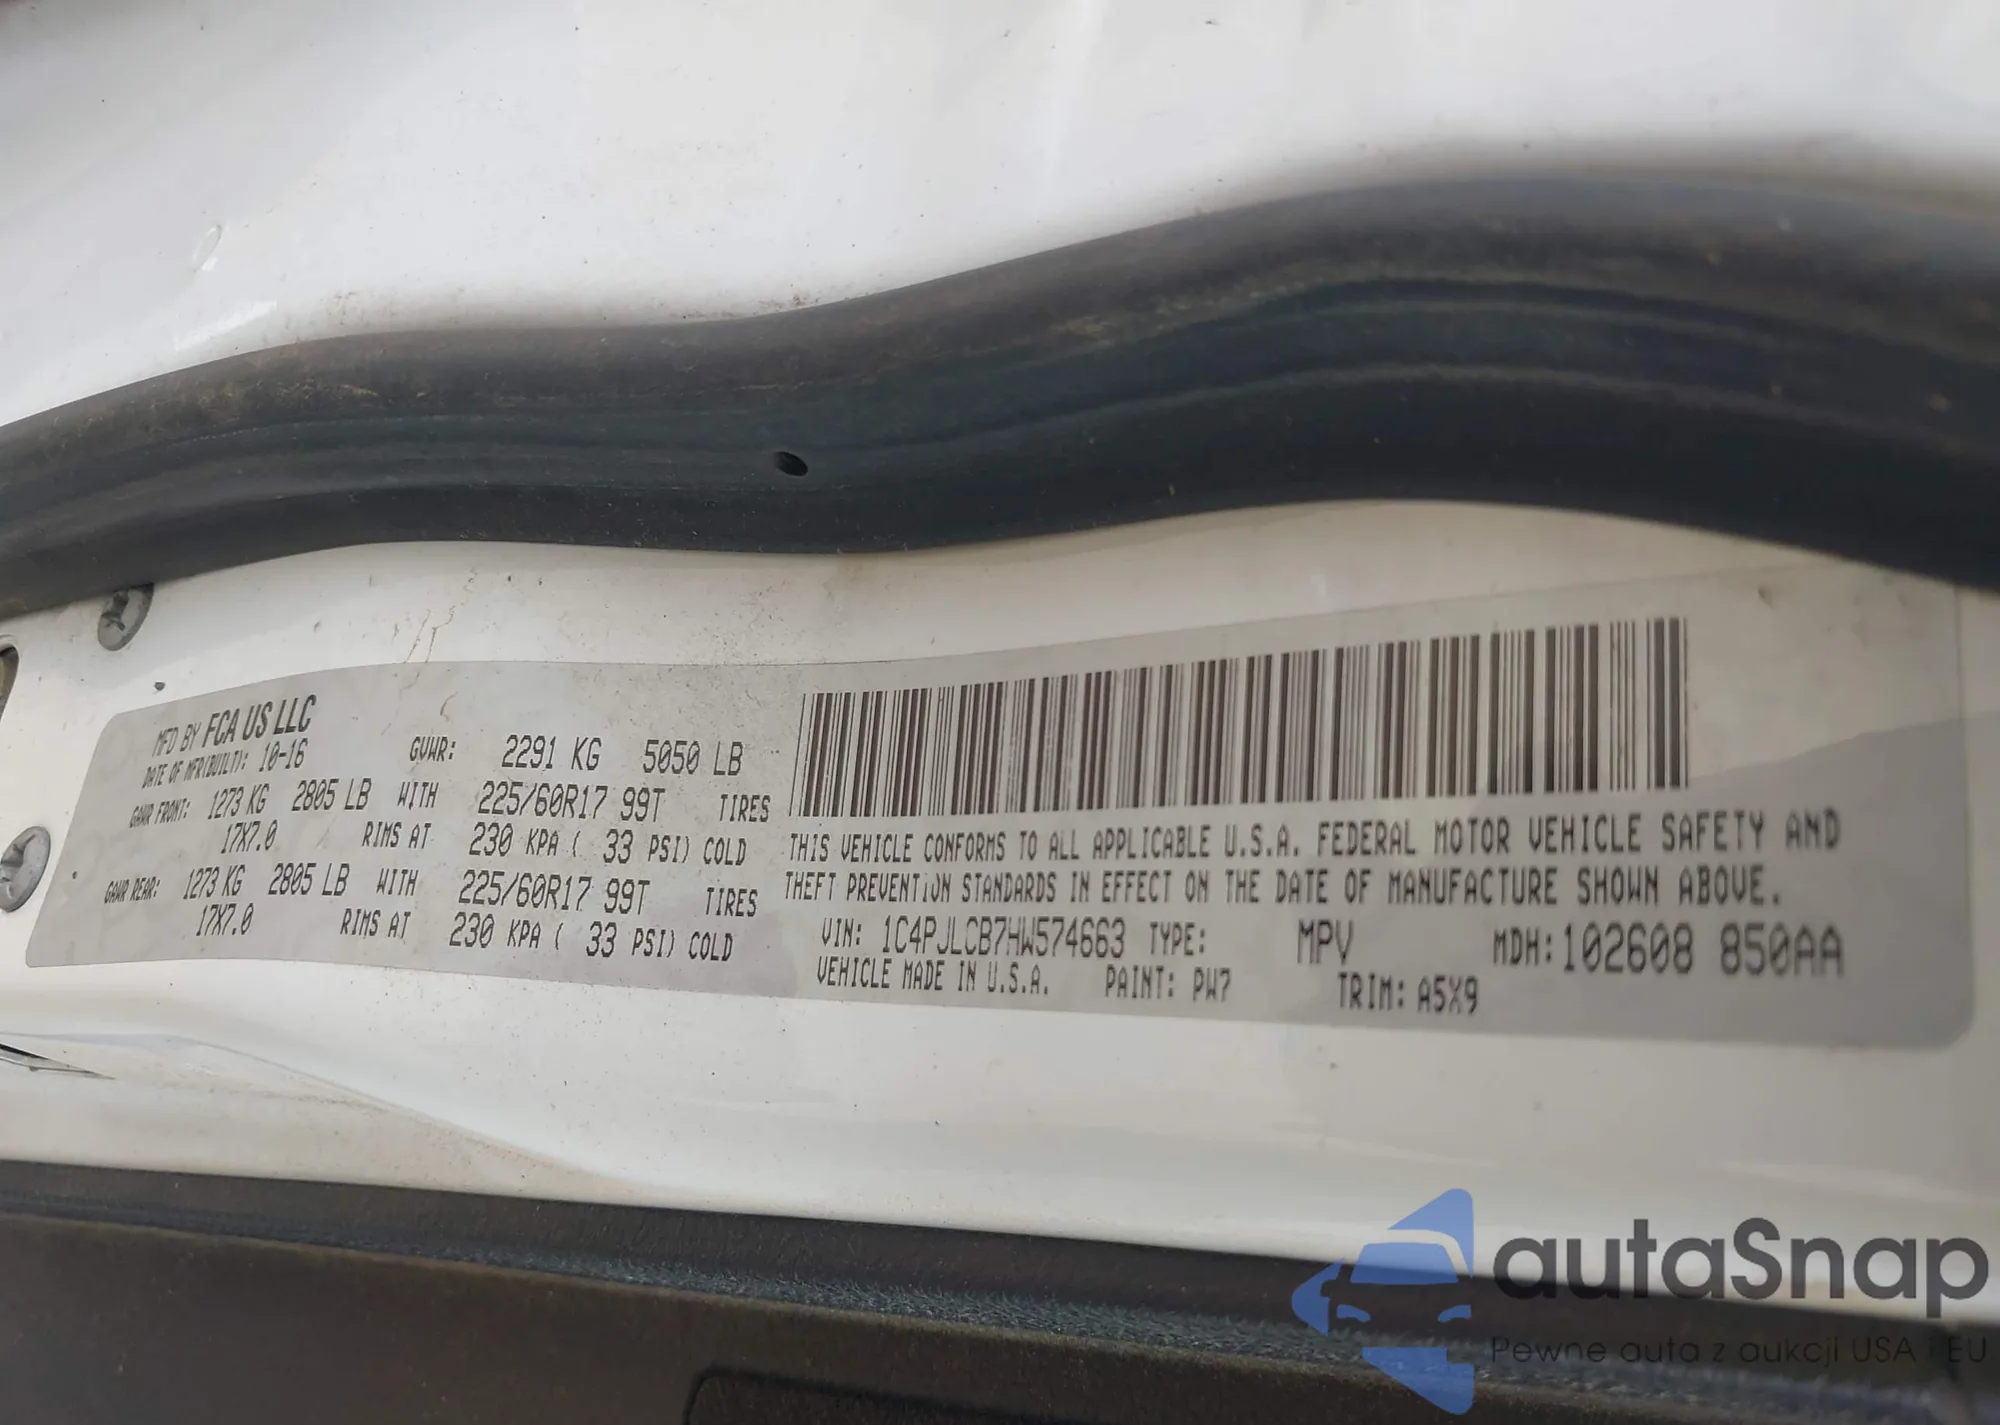 MFD BY FCA US LLC
DATE OF MFR(BUILT): 10-16 GVWR: 2291 KG 5050 LB
GAWR FRONT: 1273 KG 2805 LB WITH 225/60R17 99T TIRES
17X7.0 RIMS AT 230 KPA ( 33 PSI) COLD
GAWR REAR: 1273 KG 2805 LB WITH 225/60R17 99T TIRES
17X7.0 RIMS AT 230 KPA ( 33 PSI) COLD
THIS VEHICLE CONFORMS TO ALL APPLICABLE U.S.A. FEDERAL MOTOR VEHICLE SAFETY AND
THEFT PREVENTION STANDARDS IN EFFECT ON THE DATE OF MANUFACTURE SHOWN ABOVE.
VIN: 1C4PJLCB7HW574663 TYPE: MPV MDH: 102608 850AA
VEHICLE MADE IN U.S.A. PAINT: PW7 TRIM: A5X9
autaSnap
Pewne auta z aukcji USA i EU